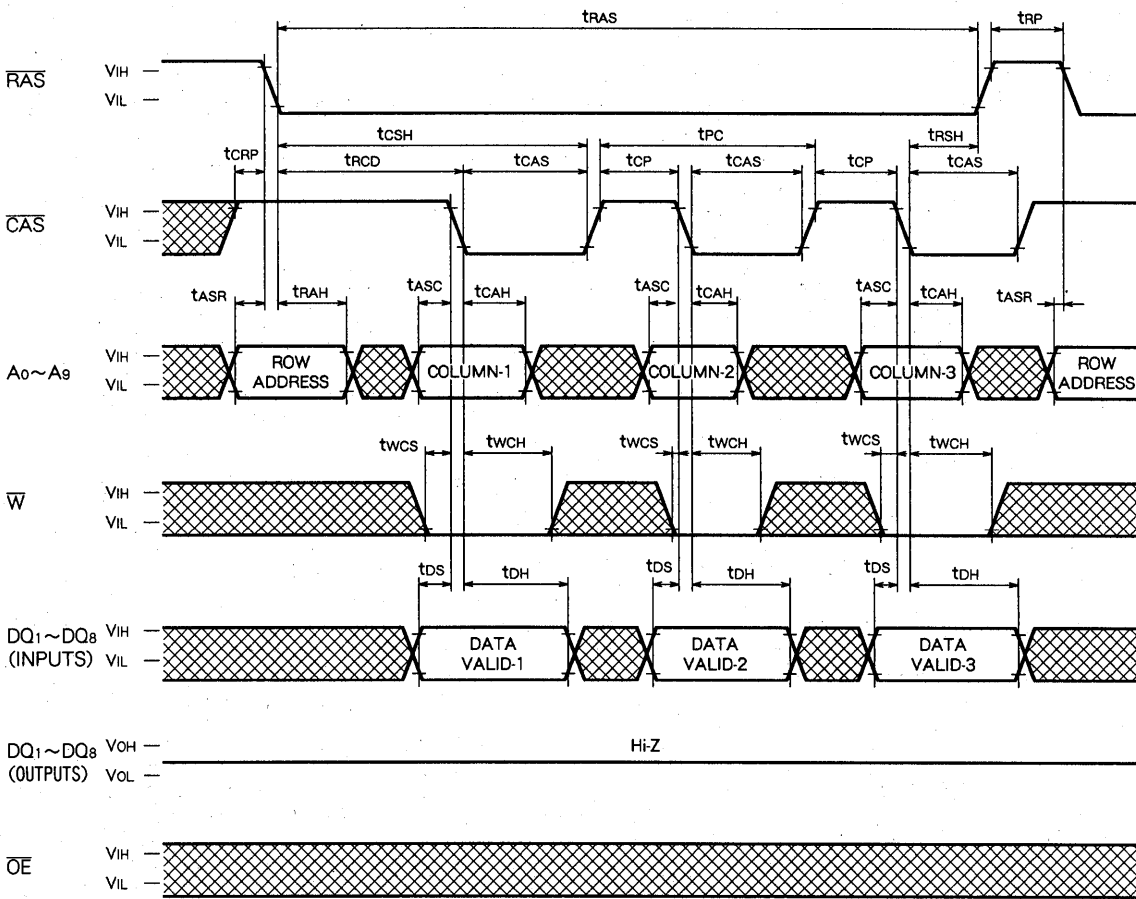 tRAS tRP
RAS VIH
VIL
tCSH tPC tRSH
tCRP tRCD tCAS tCP tCAS tCP tCAS
CAS VIH
VIL
tASR tRAH tASC tCAH tASC tCAH tASC tCAH tASR
A0~A9 VIH
VIL
ROW
ADDRESS
COLUMN-1
COLUMN-2
COLUMN-3
ROW
ADDRESS
tWCS tWCH tWCS tWCH tWCS tWCH
W VIH
VIL
tDS tDH tDS tDH tDS tDH
DQ1~DQ8 VIH
(INPUTS) VIL
DATA
VALID-1
DATA
VALID-2
DATA
VALID-3
DQ1~DQ8 VOH
(OUTPUTS) VOL
Hi-Z
OE VIH
VIL